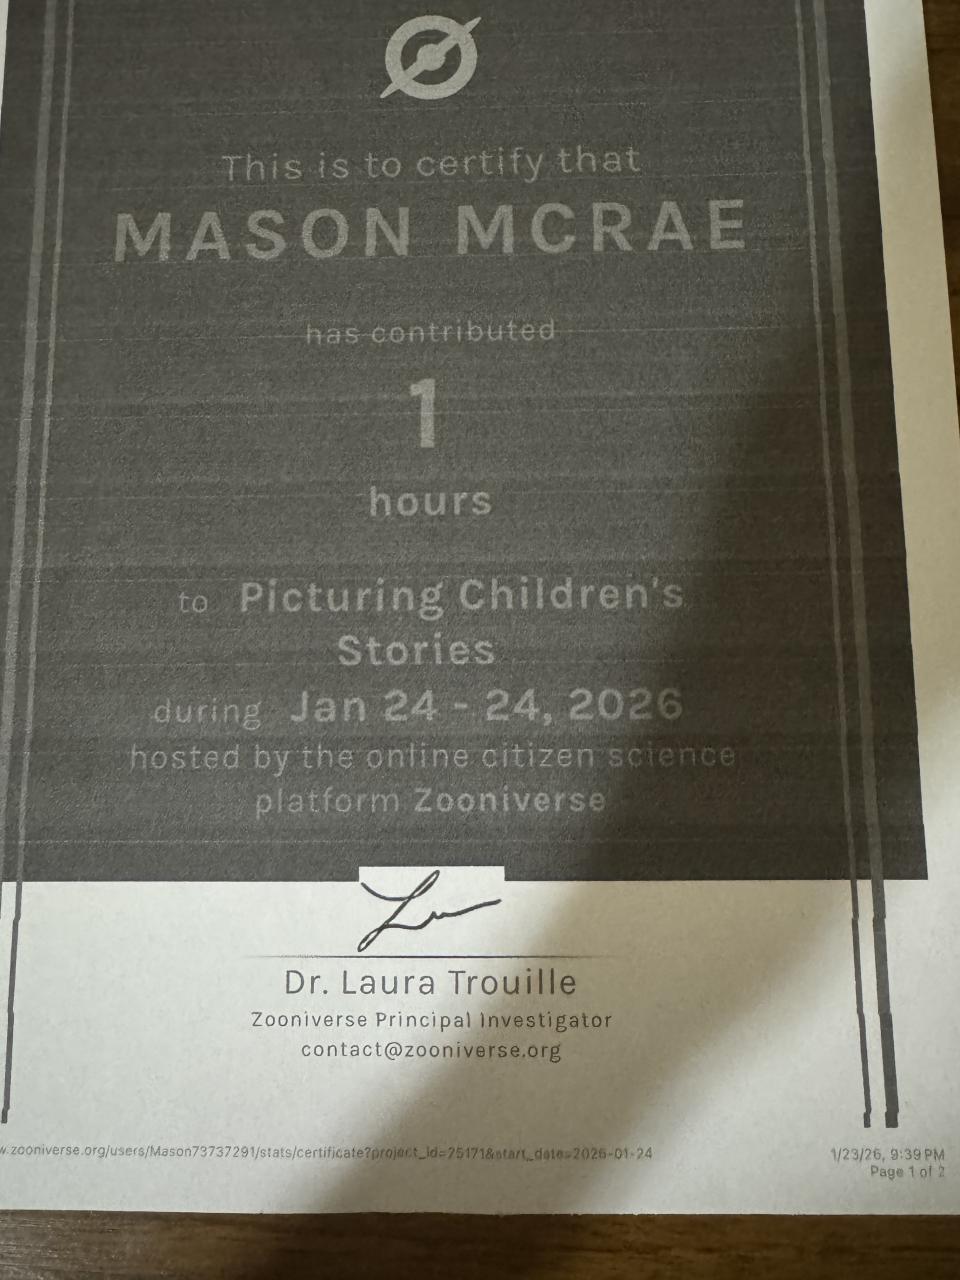 This is to certify that
MASON MCRAE
has contributed
1
hours
to Picturing Children's
Stories
during Jan 24 - 24, 2026
hosted by the online citizen science
platform Zooniverse
Dr. Laura Trouille
Zooniverse Principal Investigator
contact@zooniverse.org
w.zooniverse.org/users/Mason73737291/stats/certificate?project_id=25171&start_date=2026-01-24
1/23/26, 9:39 PM
Page 1 of 2